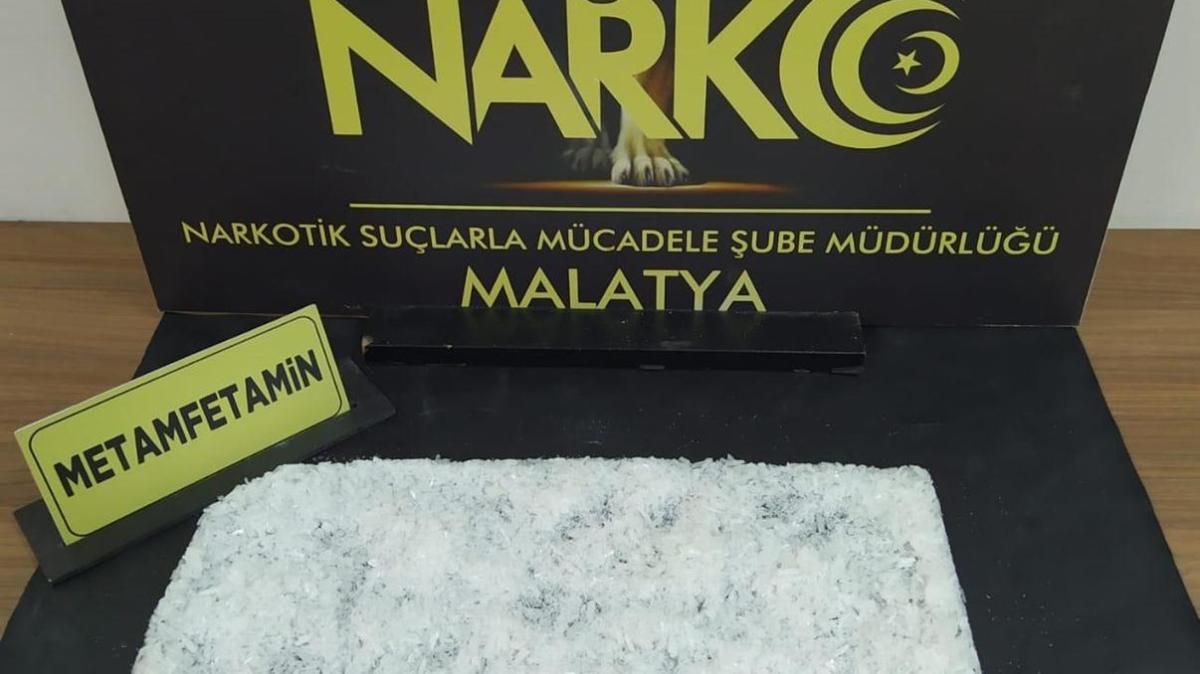 NARKO
NARKOTİK SUÇLARLA MÜCADELE ŞUBE MÜDÜRLÜĞÜ
MALATYA
METAMFETAMİN